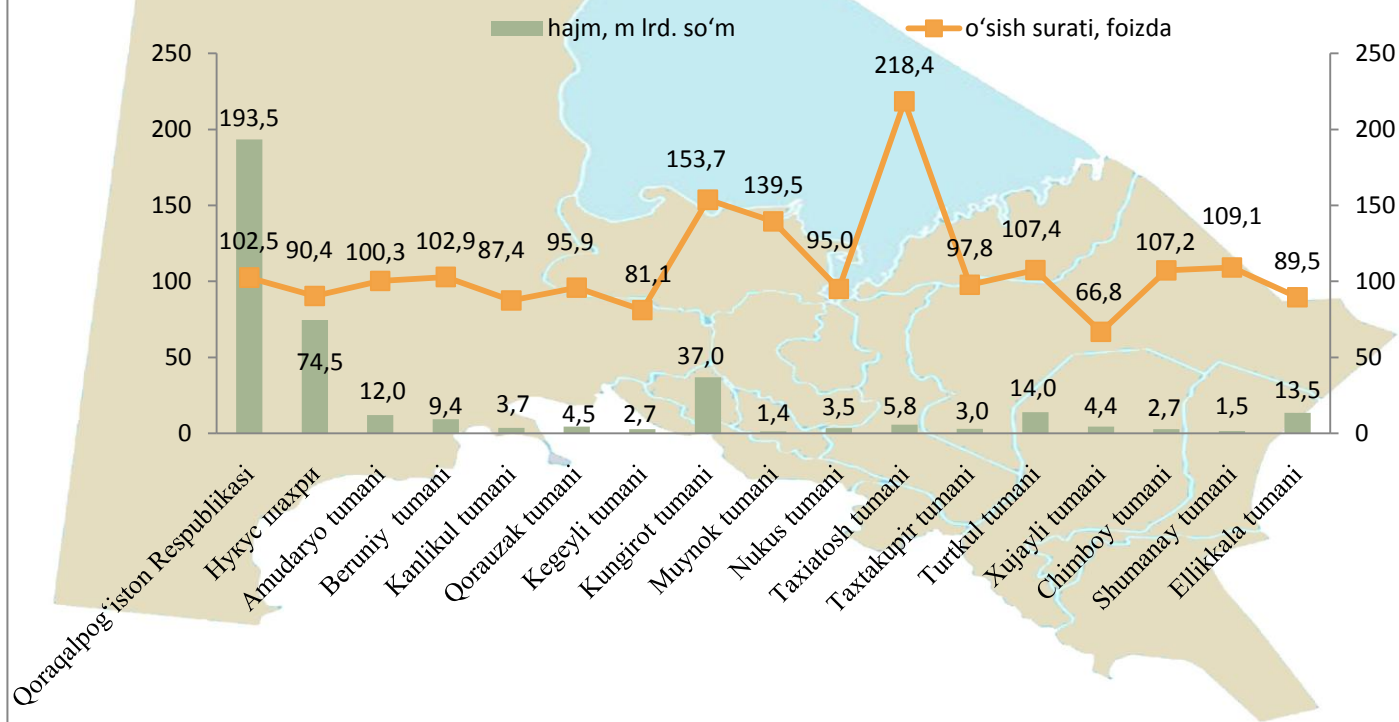 hajm, m lrd. so‘m
o‘sish surati, foizda
250 250
200 200
150 150
100 100
50 50
0 0
193,5 74,5 12,0 9,4 3,7 4,5 2,7 37,0 1,4 3,5 5,8 3,0 14,0 4,4 2,7 1,5 13,5
102,5 90,4 100,3 102,9 87,4 95,9 81,1 153,7 139,5 95,0 218,4 97,8 107,4 66,8 107,2 109,1 89,5
Qoraqalpog‘iston Respublikasi
Нукус шахри
Amudaryo tumani
Beruniy tumani
Kanlikul tumani
Qorauzak tumani
Kegeyli tumani
Kungirot tumani
Muynok tumani
Nukus tumani
Taxiatosh tumani
Taxtakupir tumani
Turtkul tumani
Xujayli tumani
Chimboy tumani
Shumanay tumani
Ellikkala tumani